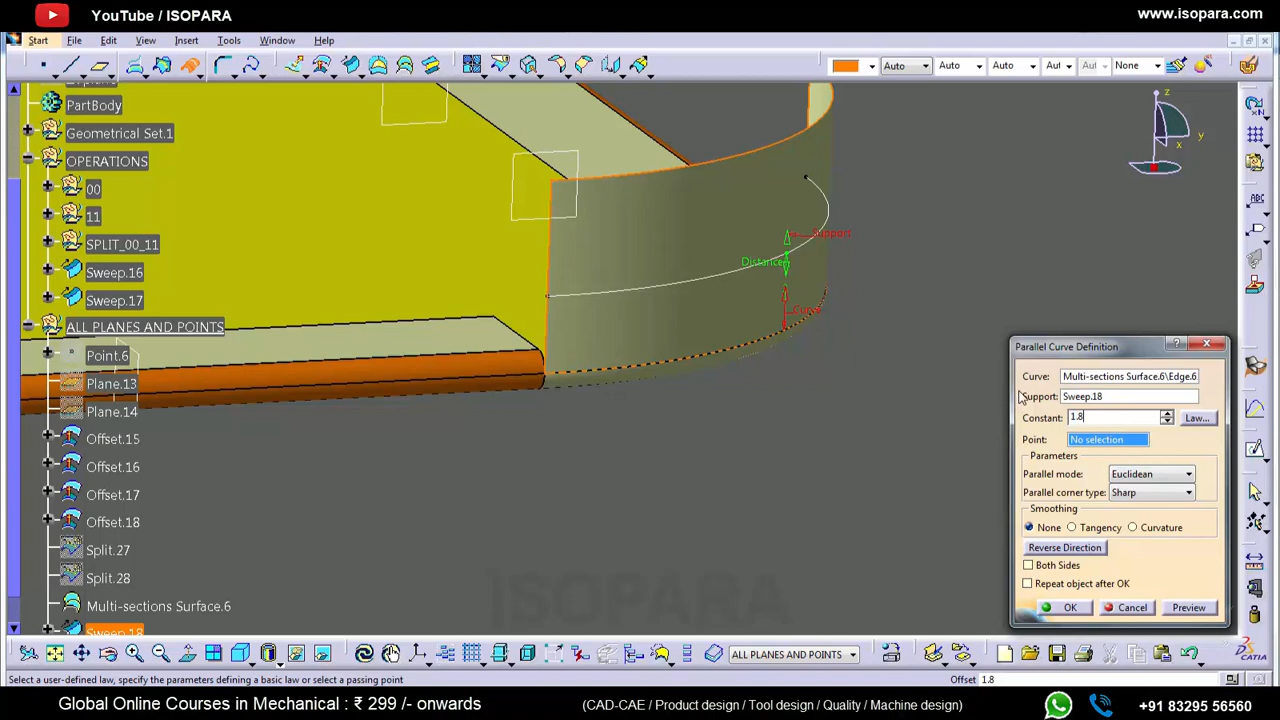 YouTube / ISOPARA
www.isopara.com
Start File Edit View Insert Tools Window Help
Auto Auto Auto Aut Aut None
PartBody
Geometrical Set.1
OPERATIONS
00
11
SPLIT_00_11
Sweep.16
Sweep.17
ALL PLANES AND POINTS
Point.6
Plane.13
Plane.14
Offset.15
Offset.16
Offset.17
Offset.18
Split.27
Split.28
Multi-sections Surface.6
Sweep.18
z
y
x
Support
Distance
Curve
Parallel Curve Definition
Curve: Multi-sections Surface.6\Edge.6
Support: Sweep.18
Constant: 1.8 Law...
Point: No selection
Parameters
Parallel mode: Euclidean
Parallel corner type: Sharp
Smoothing
None Tangency Curvature
Reverse Direction
Both Sides
Repeat object after OK
OK Cancel Preview
ISOPARA
ALL PLANES AND POINTS
CATIA
Select a user-defined law, specify the parameters defining a basic law or select a passing point
Offset 1.8
Global Online Courses in Mechanical : ₹ 299 /- onwards
(CAD-CAE / Product design / Tool design / Quality / Machine design)
+91 83295 56560